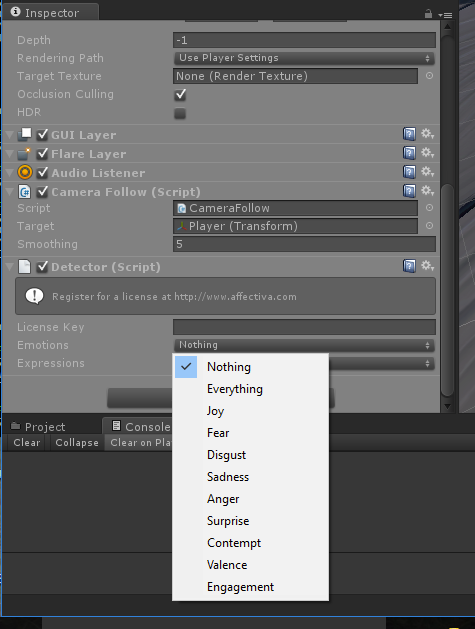 Inspector
Depth -1
Rendering Path Use Player Settings
Target Texture None (Render Texture)
Occlusion Culling
HDR
GUI Layer
Flare Layer
Audio Listener
Camera Follow (Script)
Script CameraFollow
Target Player (Transform)
Smoothing 5
Detector (Script)
Register for a license at http://www.affectiva.com
License Key
Emotions Nothing
Expressions
Nothing
Everything
Joy
Fear
Disgust
Sadness
Anger
Surprise
Contempt
Valence
Engagement
Project Console
Clear Collapse Clear on Pla